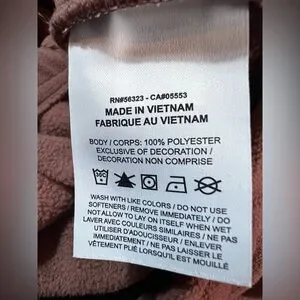 RN#56323 - CA#05553
MADE IN VIETNAM
FABRIQUE AU VIETNAM
BODY / CORPS: 100% POLYESTER
EXCLUSIVE OF DECORATION /
DECORATION NON COMPRISE
WASH WITH LIKE COLORS / DO NOT USE
SOFTENERS / REMOVE IMMEDIATELY / DO
NOT ALLOW TO LAY ON ITSELF WHEN WET
LAVER AVEC COULEURS SIMILAIRES / NE PAS
UTILISER D'ADOUCISSEUR / ENLEVER
IMMÉDIATEMENT / NE PAS LAISSER LE
VÊTEMENT PLIÉ LORSQU'IL EST MOUILLÉ